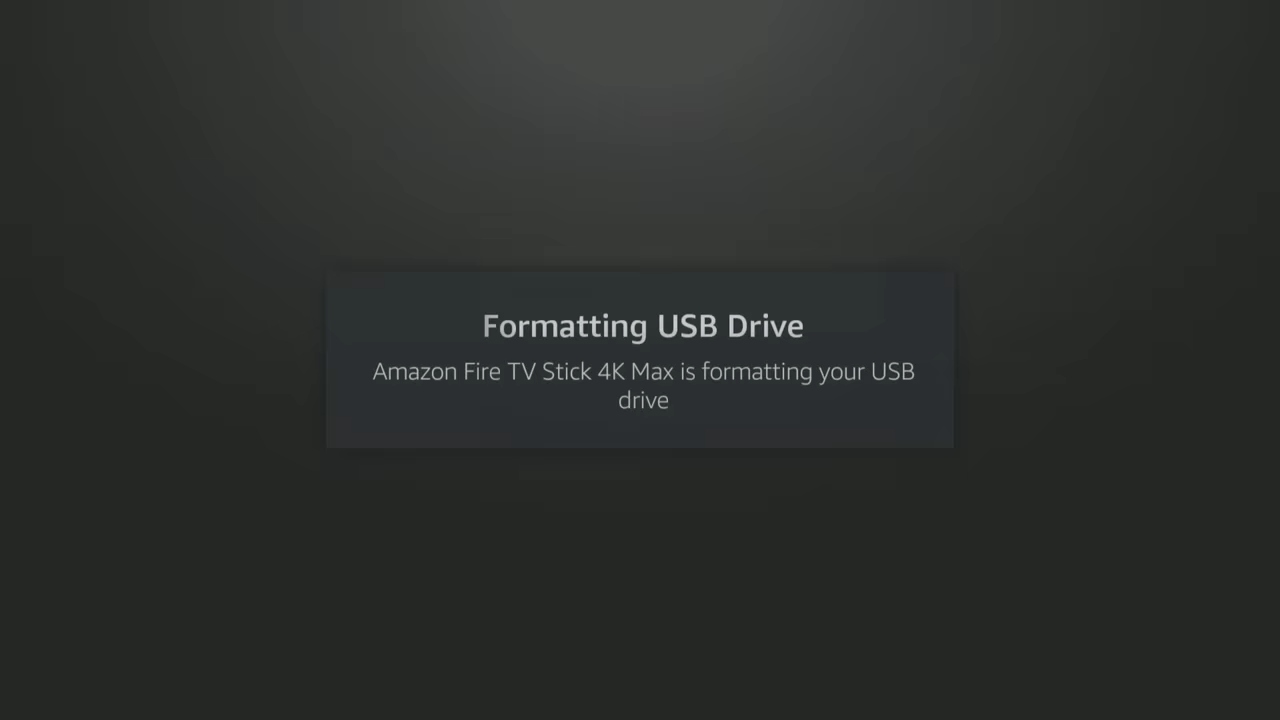 Formatting USB Drive
Amazon Fire TV Stick 4K Max is formatting your USB
drive